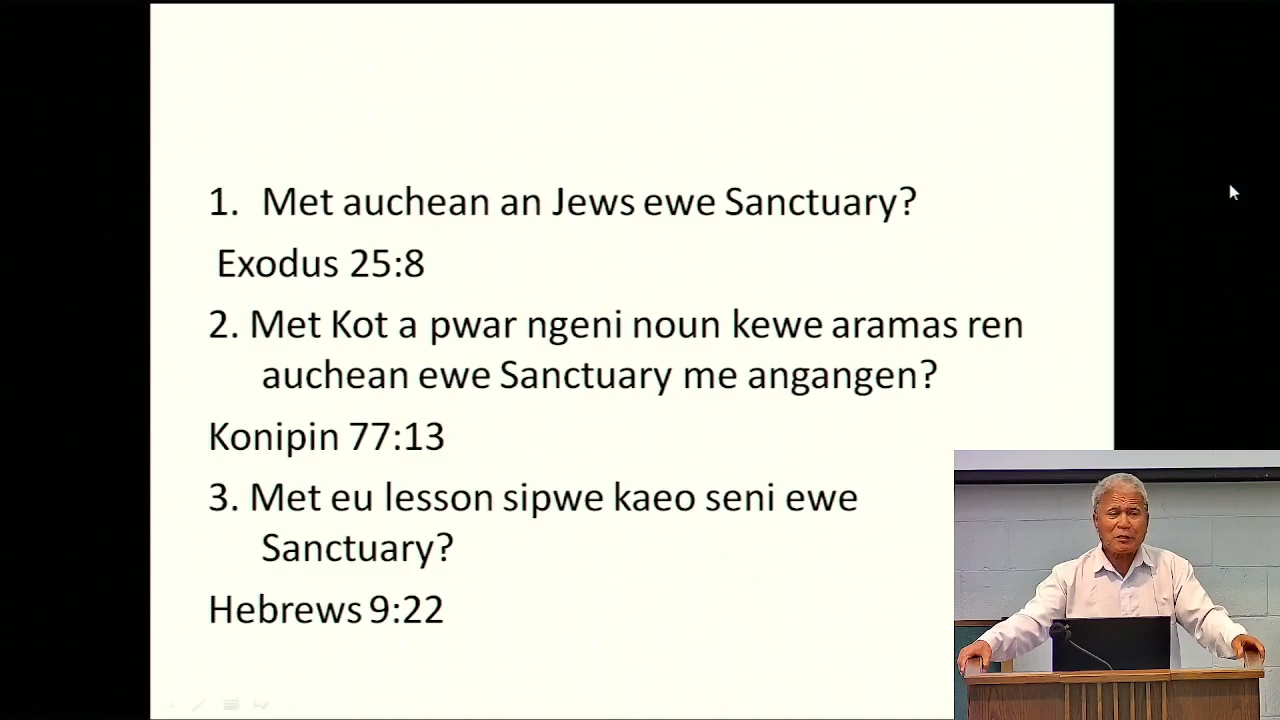 1. Met auchean an Jews ewe Sanctuary?
Exodus 25:8
2. Met Kot a pwar ngeni noun kewe aramas ren
auchean ewe Sanctuary me angangen?
Konipin 77:13
3. Met eu lesson sipwe kaeo seni ewe
Sanctuary?
Hebrews 9:22